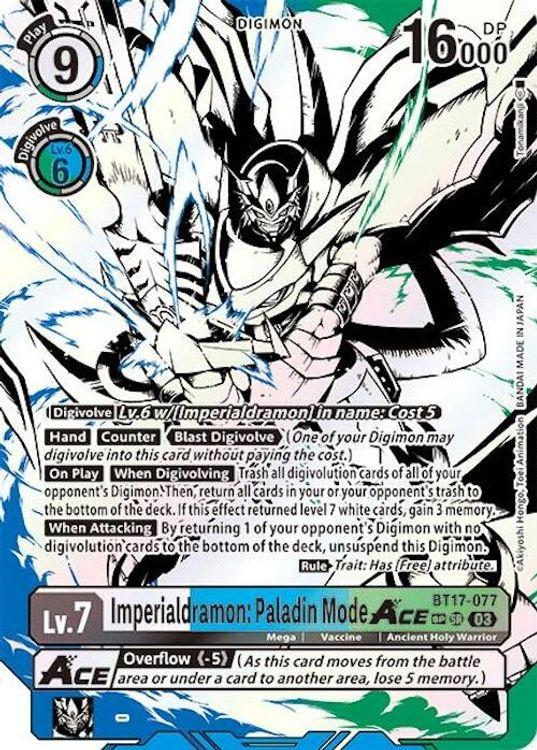 DIGIMON
Play
9
DP
16000
Digivolve
Lv.6
6
Tonamikanji
Digivolve Lv.6 w/[Imperialdramon] in name: Cost 5
Hand Counter Blast Digivolve (One of your Digimon may
digivolve into this card without paying the cost.)
On Play When Digivolving Trash all digivolution cards of all of your
opponent's Digimon. Then, return all cards in your or your opponent's trash to
the bottom of the deck. If this effect returned level 7 white cards, gain 3 memory.
When Attacking By returning 1 of your opponent's Digimon with no
digivolution cards to the bottom of the deck, unsuspend this Digimon.
Rule Trait: Has [Free] attribute.
©Akiyoshi Hongo, Toei Animation BANDAI MADE IN JAPAN
Lv.7 Imperialdramon: Paladin Mode ACE BT17-077
SR 03
Mega Vaccine Ancient Holy Warrior
ACE Overflow《-5》(As this card moves from the battle
area or under a card to another area, lose 5 memory.)